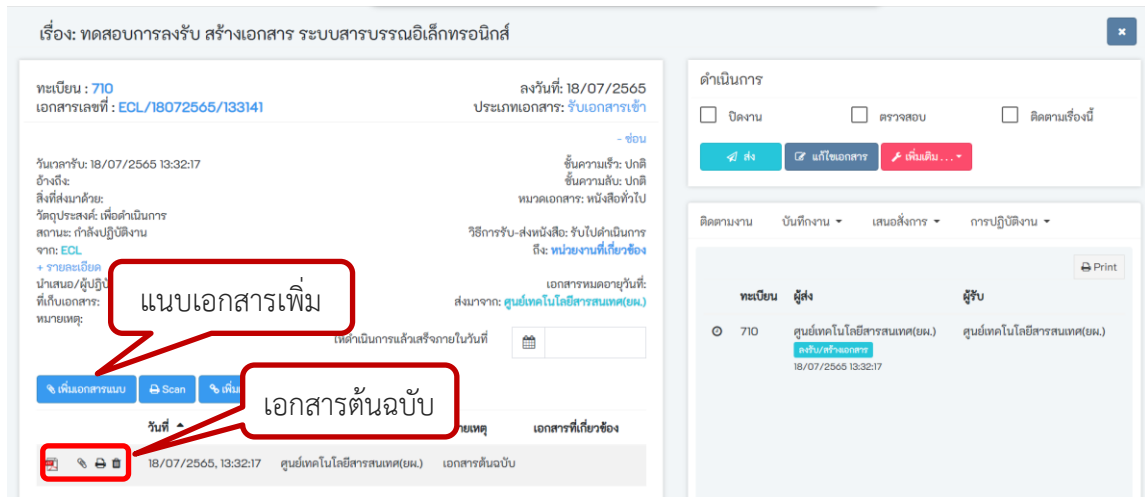 เรื่อง: ทดสอบการลงรับ สร้างเอกสาร ระบบสารบรรณอิเล็กทรอนิกส์
ทะเบียน : 710
ลงวันที่: 18/07/2565
เอกสารเลขที่ : ECL/18072565/133141
ประเภทเอกสาร: รับเอกสารเข้า
- ซ่อน
วันเวลารับ: 18/07/2565 13:32:17
ชั้นความเร็ว: ปกติ
อ้างถึง:
ชั้นความลับ: ปกติ
สิ่งที่ส่งมาด้วย:
หมวดเอกสาร: หนังสือทั่วไป
วัตถุประสงค์: เพื่อดำเนินการ
สถานะ: กำลังปฏิบัติงาน
วิธีการรับ-ส่งหนังสือ: รับไปดำเนินการ
จาก: ECL
ถึง: หน่วยงานที่เกี่ยวข้อง
+ รายละเอียด
นำเสนอ/ผู้ปฏิบั
เอกสารหมดอายุวันที่:
ที่เก็บเอกสาร:
ส่งมาจาก: ศูนย์เทคโนโลยีสารสนเทศ(ยผ.)
หมายเหตุ:
แนบเอกสารเพิ่ม
ให้ดำเนินการแล้วเสร็จภายในวันที่
เพิ่มเอกสารแนบ
Scan
เอกสารต้นฉบับ
วันที่
ายเหตุ
เอกสารที่เกี่ยวข้อง
18/07/2565, 13:32:17 ศูนย์เทคโนโลยีสารสนเทศ(ยผ.) เอกสารต้นฉบับ
ดำเนินการ
ปิดงาน ตรวจสอบ ติดตามเรื่องนี้
ส่ง แก้ไขเอกสาร เพิ่มเติม...
ติดตามงาน บันทึกงาน เสนอสั่งการ การปฏิบัติงาน
Print
ทะเบียน ผู้ส่ง ผู้รับ
710 ศูนย์เทคโนโลยีสารสนเทศ(ยผ.) ศูนย์เทคโนโลยีสารสนเทศ(ยผ.)
ลงรับ/สร้างเอกสาร
18/07/2565 13:32:17